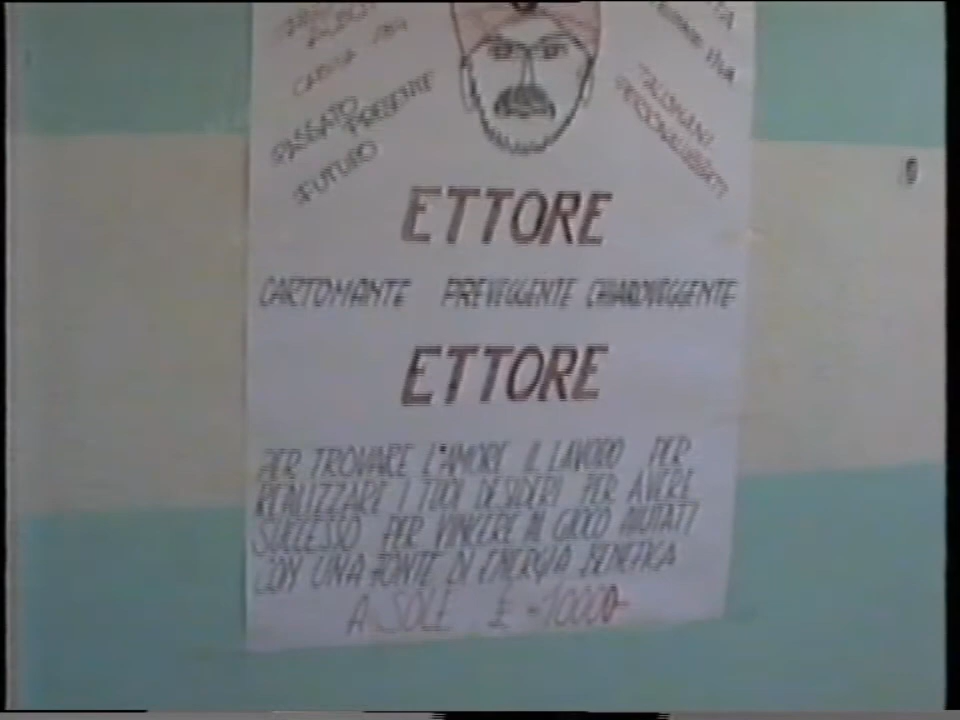 PASSATO
PRESENTE
FUTURO
TALISMANI
PERSONALIZZATI
ETTORE
CARTOMANTE PREVEGGENTE CHIAROVEGGENTE
ETTORE
PER TROVARE L'AMORE IL LAVORO PER
REALIZZARE I TUOI DESIDERI PER AVERE
SUCCESSO PER VINCERE AL GIOCO AIUTATI
CON UNA FONTE DI ENERGIA BENEFICA
A SOLE £ 10000